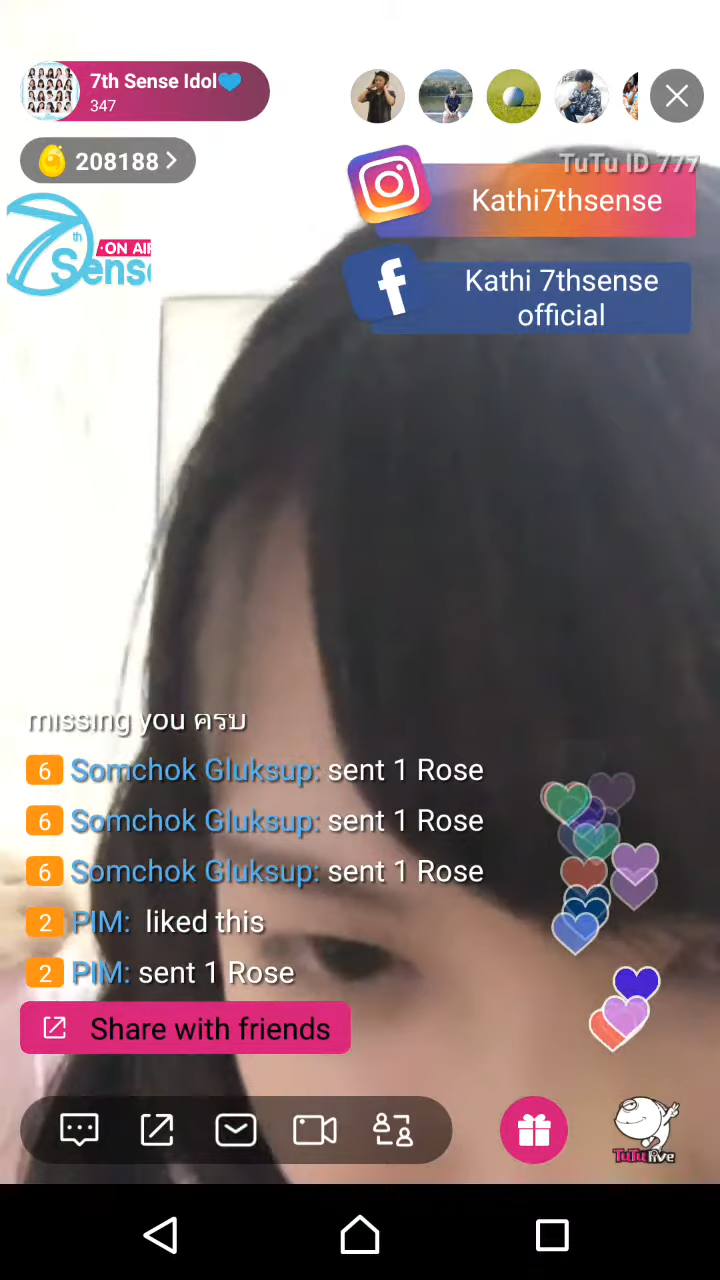 7th Sense Idol💙
347
208188 >
TuTu ID 777
Kathi7thsense
7th Sense
·ON AIR
Kathi 7thsense
official
missing you ครับ
6 Somchok Gluksup: sent 1 Rose
6 Somchok Gluksup: sent 1 Rose
6 Somchok Gluksup: sent 1 Rose
2 PIM: liked this
2 PIM: sent 1 Rose
Share with friends
TuTu live